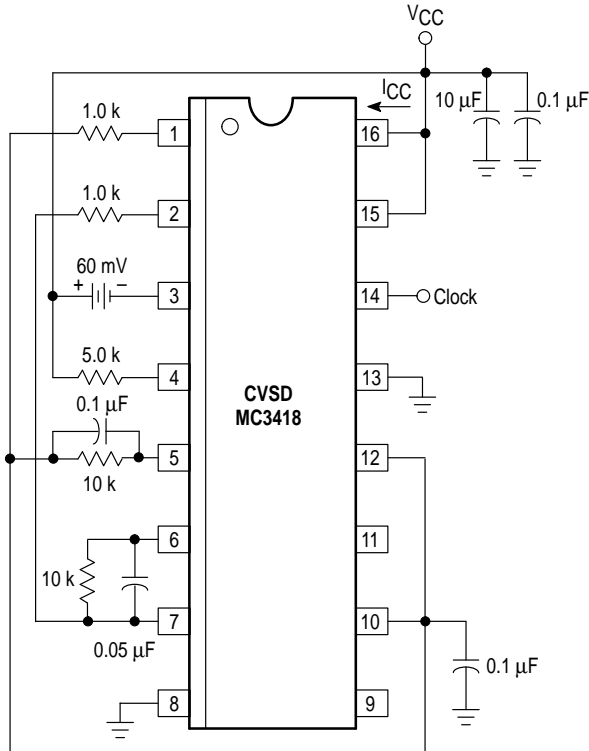 VCC
ICC
10 μF
0.1 μF
1.0 k
1
16
1.0 k
2
15
60 mV
+ −
3
14
Clock
5.0 k
4
13
CVSD
MC3418
0.1 μF
5
12
10 k
6
11
10 k
7
10
0.05 μF
0.1 μF
8
9